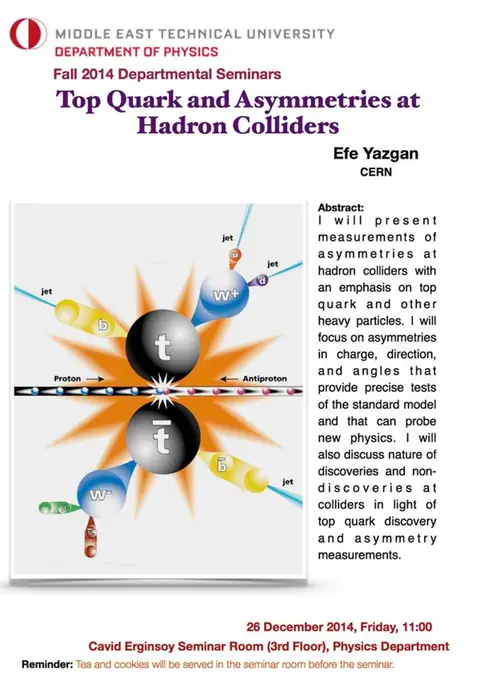 MIDDLE EAST TECHNICAL UNIVERSITY
DEPARTMENT OF PHYSICS
Fall 2014 Departmental Seminars
Top Quark and Asymmetries at
Hadron Colliders
Efe Yazgan
CERN
jet
u
jet
d̅
W+
jet
b
t
Proton
Antiproton
t̅
b̅
jet
W-
Abstract:
I will present
measurements of
asymmetries at
hadron colliders with
an emphasis on top
quark and other
heavy particles. I will
focus on asymmetries
in charge, direction,
and angles that
provide precise tests
of the standard model
and that can probe
new physics. I will
also discuss nature of
discoveries and non-
discoveries at
colliders in light of
top quark discovery
and asymmetry
measurements.
26 December 2014, Friday, 11:00
Cavid Erginsoy Seminar Room (3rd Floor), Physics Department
Reminder: Tea and cookies will be served in the seminar room before the seminar.